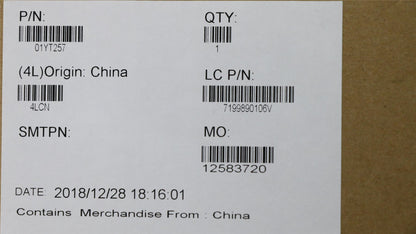 P/N: QTY:
01YT257 1
(4L)Origin: China LC P/N:
4LCN 7199890106V
SMTPN: MO:
12583720
DATE: 2018/12/28 18:16:01
Contains Merchandise From : China